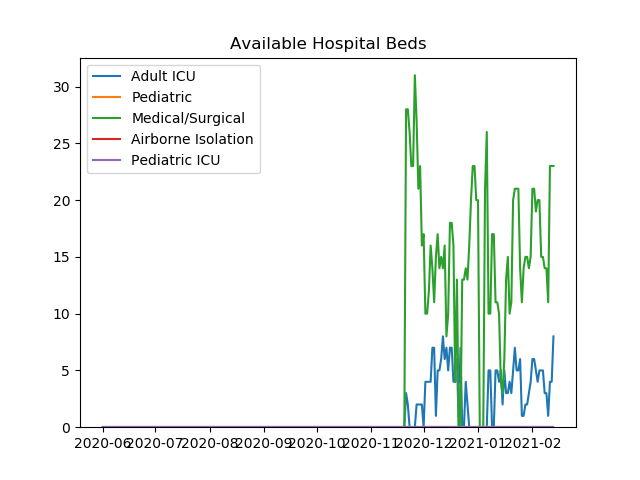 Available Hospital Beds
Adult ICU
Pediatric
Medical/Surgical
Airborne Isolation
Pediatric ICU
30
25
20
15
10
5
0
2020-06 2020-07 2020-08 2020-09 2020-10 2020-11 2020-12 2021-01 2021-02